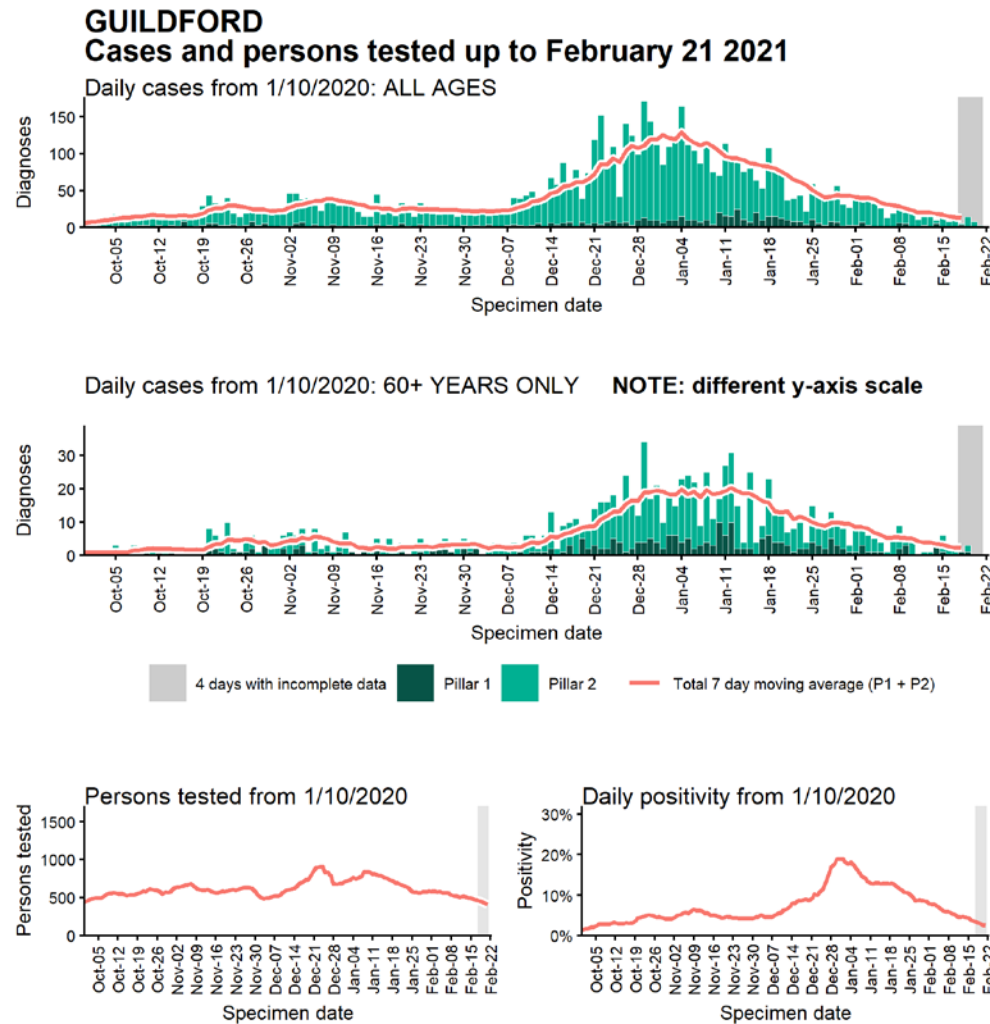 GUILDFORD
Cases and persons tested up to February 21 2021
Daily cases from 1/10/2020: ALL AGES
Diagnoses
150
100
50
0
Oct-05
Oct-12
Oct-19
Oct-26
Nov-02
Nov-09
Nov-16
Nov-23
Nov-30
Dec-07
Dec-14
Dec-21
Dec-28
Jan-04
Jan-11
Jan-18
Jan-25
Feb-01
Feb-08
Feb-15
Feb-22
Specimen date
Daily cases from 1/10/2020: 60+ YEARS ONLY NOTE: different y-axis scale
Diagnoses
30
20
10
0
Oct-05
Oct-12
Oct-19
Oct-26
Nov-02
Nov-09
Nov-16
Nov-23
Nov-30
Dec-07
Dec-14
Dec-21
Dec-28
Jan-04
Jan-11
Jan-18
Jan-25
Feb-01
Feb-08
Feb-15
Feb-22
Specimen date
4 days with incomplete data Pillar 1 Pillar 2 Total 7 day moving average (P1 + P2)
Persons tested from 1/10/2020
Persons tested
1500
1000
500
0
Oct-05
Oct-12
Oct-19
Oct-26
Nov-02
Nov-09
Nov-16
Nov-23
Nov-30
Dec-07
Dec-14
Dec-21
Dec-28
Jan-04
Jan-11
Jan-18
Jan-25
Feb-01
Feb-08
Feb-15
Feb-22
Specimen date
Daily positivity from 1/10/2020
Positivity
30%
20%
10%
0%
Oct-05
Oct-12
Oct-19
Oct-26
Nov-02
Nov-09
Nov-16
Nov-23
Nov-30
Dec-07
Dec-14
Dec-21
Dec-28
Jan-04
Jan-11
Jan-18
Jan-25
Feb-01
Feb-08
Feb-15
Feb-22
Specimen date